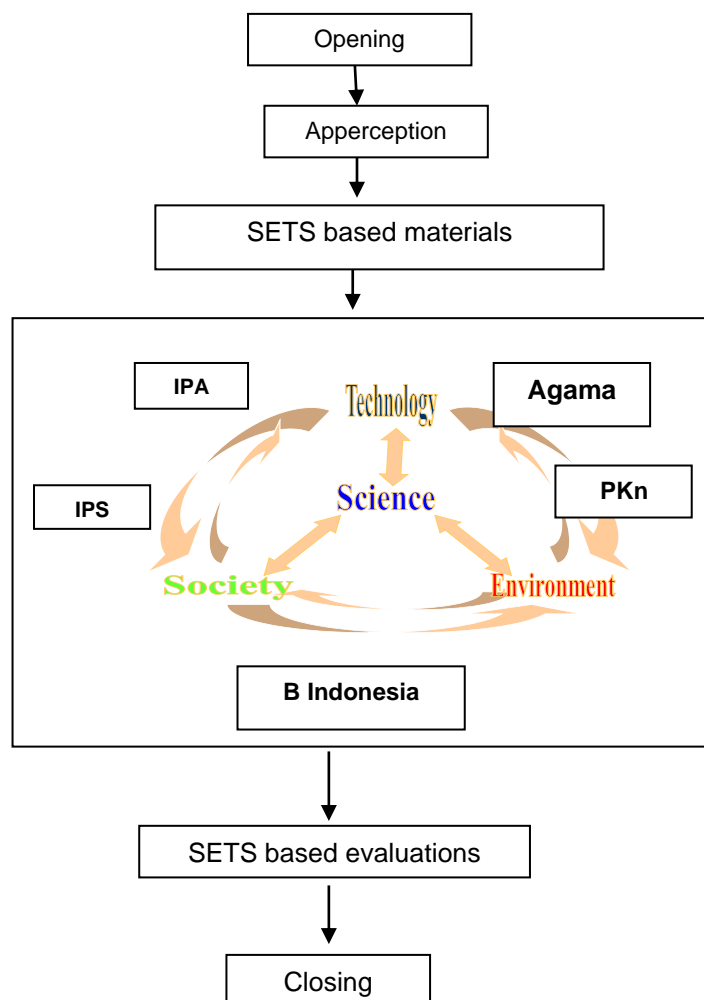 Opening
Apperception
SETS based materials
IPA
Technology
Agama
Science
IPS
PKn
Society
Environment
B Indonesia
SETS based evaluations
Closing